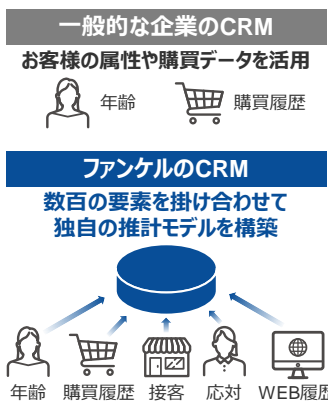 一般的な企業のCRM
お客様の属性や購買データを活用
年齢 購買履歴
ファンケルのCRM
数百の要素を掛け合わせて
独自の推計モデルを構築
年齢 購買履歴 接客 応対 WEB履歴